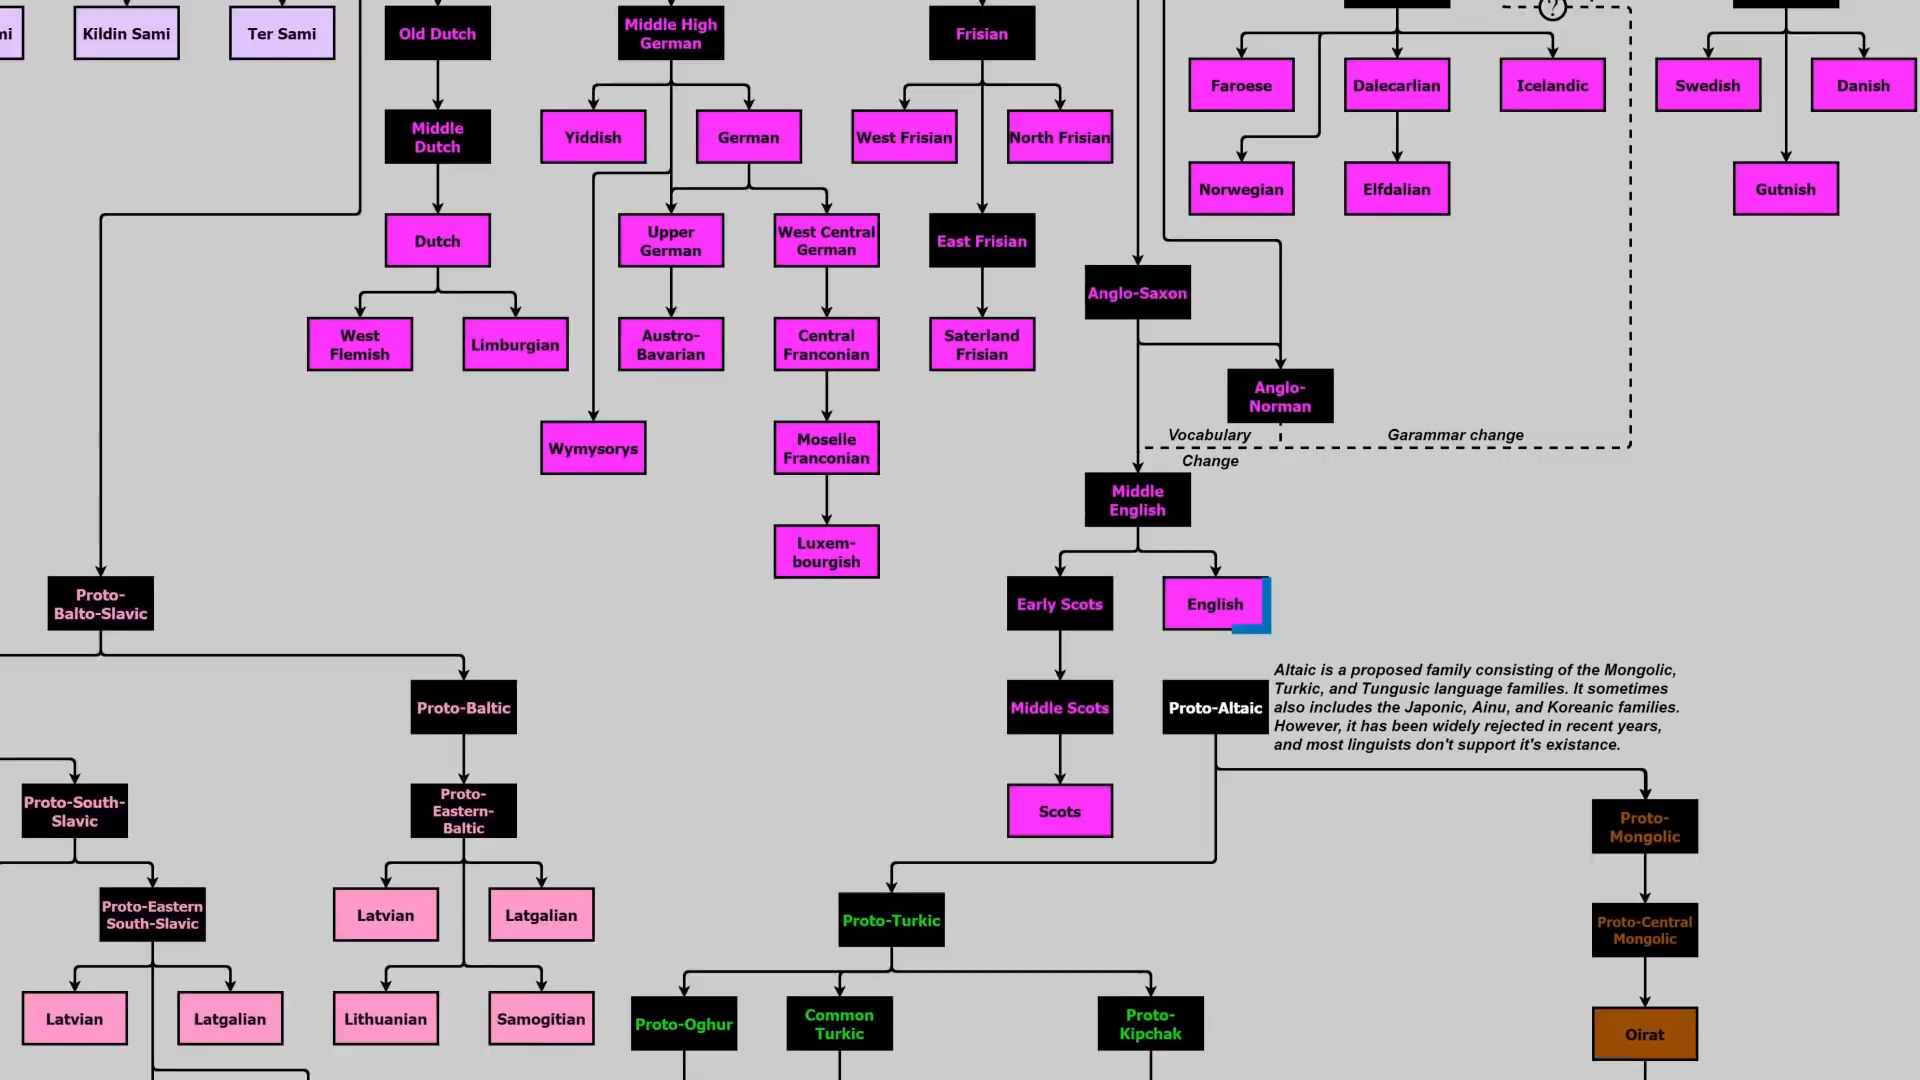 mi
Kildin Sami
Ter Sami
Old Dutch
Middle High
German
Frisian
?
Faroese
Dalecarlian
Icelandic
Swedish
Danish
Middle
Dutch
Yiddish
German
West Frisian
North Frisian
Norwegian
Elfdalian
Gutnish
Dutch
Upper
German
West Central
German
East Frisian
Anglo-Saxon
West
Flemish
Limburgian
Austro-
Bavarian
Central
Franconian
Saterland
Frisian
Anglo-
Norman
Vocabulary
Change
Garammar change
Wymysorys
Moselle
Franconian
Middle
English
Luxem-
bourgish
Proto-
Balto-Slavic
Early Scots
English
Proto-Baltic
Middle Scots
Proto-Altaic
Altaic is a proposed family consisting of the Mongolic,
Turkic, and Tungusic language families. It sometimes
also includes the Japonic, Ainu, and Koreanic families.
However, it has been widely rejected in recent years,
and most linguists don't support it's existance.
Proto-South-
Slavic
Proto-
Eastern-
Baltic
Scots
Proto-
Mongolic
Proto-Eastern
South-Slavic
Latvian
Latgalian
Proto-Turkic
Proto-Central
Mongolic
Latvian
Latgalian
Lithuanian
Samogitian
Proto-Oghur
Common
Turkic
Proto-
Kipchak
Oirat